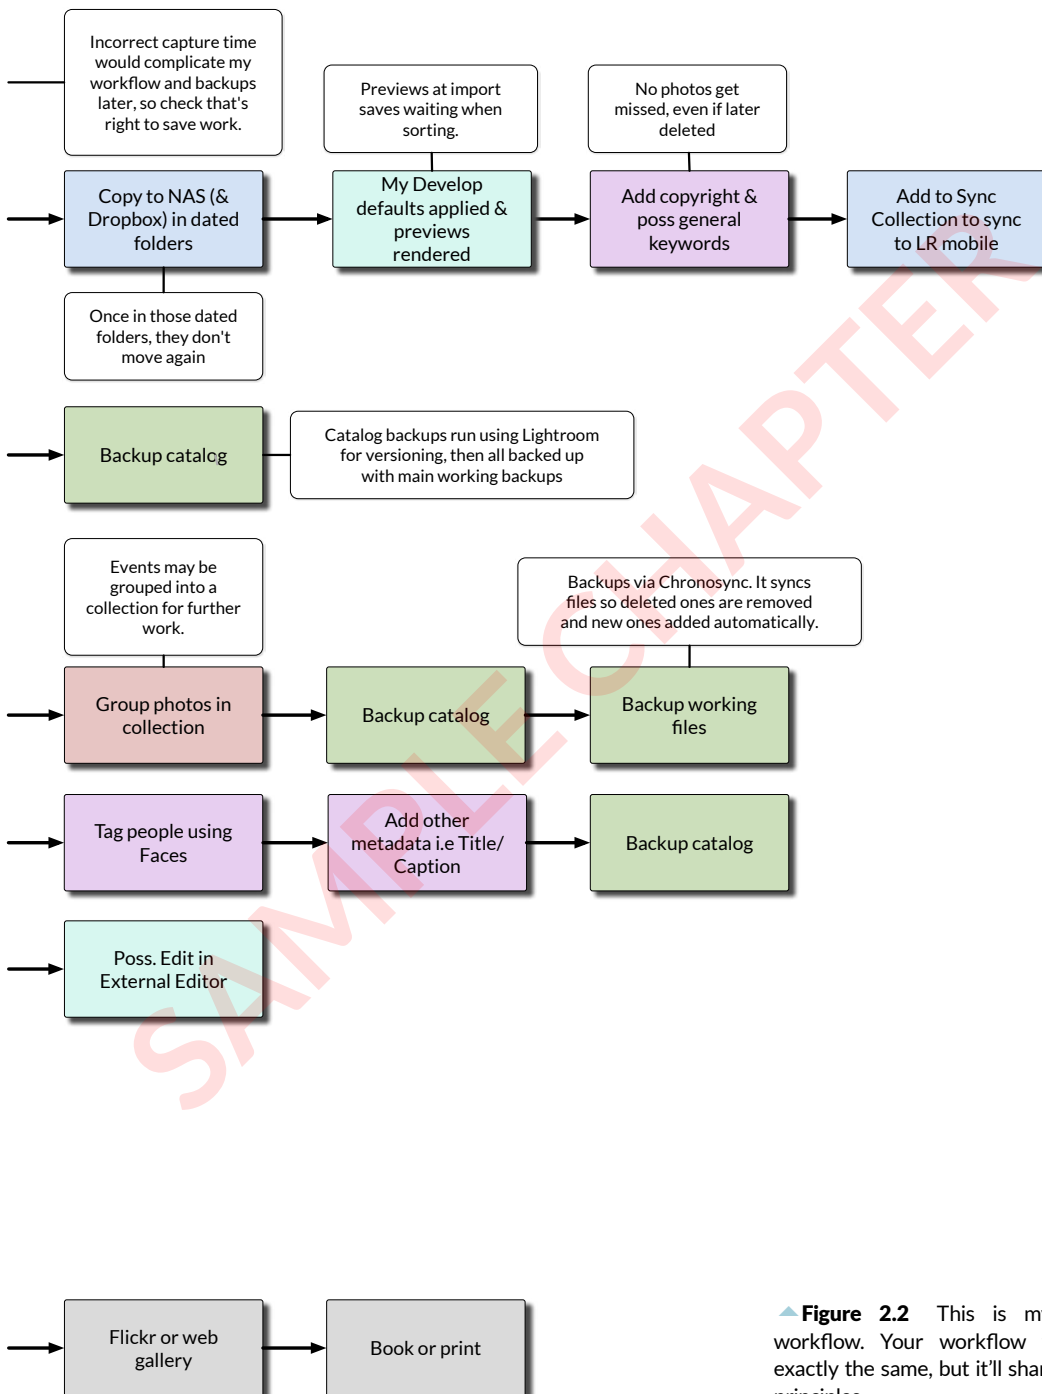 Incorrect capture time
would complicate my
workflow and backups
later, so check that's
right to save work.
Previews at import
saves waiting when
sorting.
No photos get
missed, even if later
deleted
Copy to NAS (&
Dropbox) in dated
folders
My Develop
defaults applied &
previews
rendered
Add copyright &
poss general
keywords
Add to Sync
Collection to sync
to LR mobile
Once in those dated
folders, they don't
move again
Backup catalog
Catalog backups run using Lightroom
for versioning, then all backed up
with main working backups
Events may be
grouped into a
collection for further
work.
Backups via Chronosync. It syncs
files so deleted ones are removed
and new ones added automatically.
Group photos in
collection
Backup catalog
Backup working
files
Tag people using
Faces
Add other
metadata i.e Title/
Caption
Backup catalog
Poss. Edit in
External Editor
SAMPLE CHAPTER
Flickr or web
gallery
Book or print
Figure 2.2 This is my
workflow. Your workflow
exactly the same, but it'll shar
principles